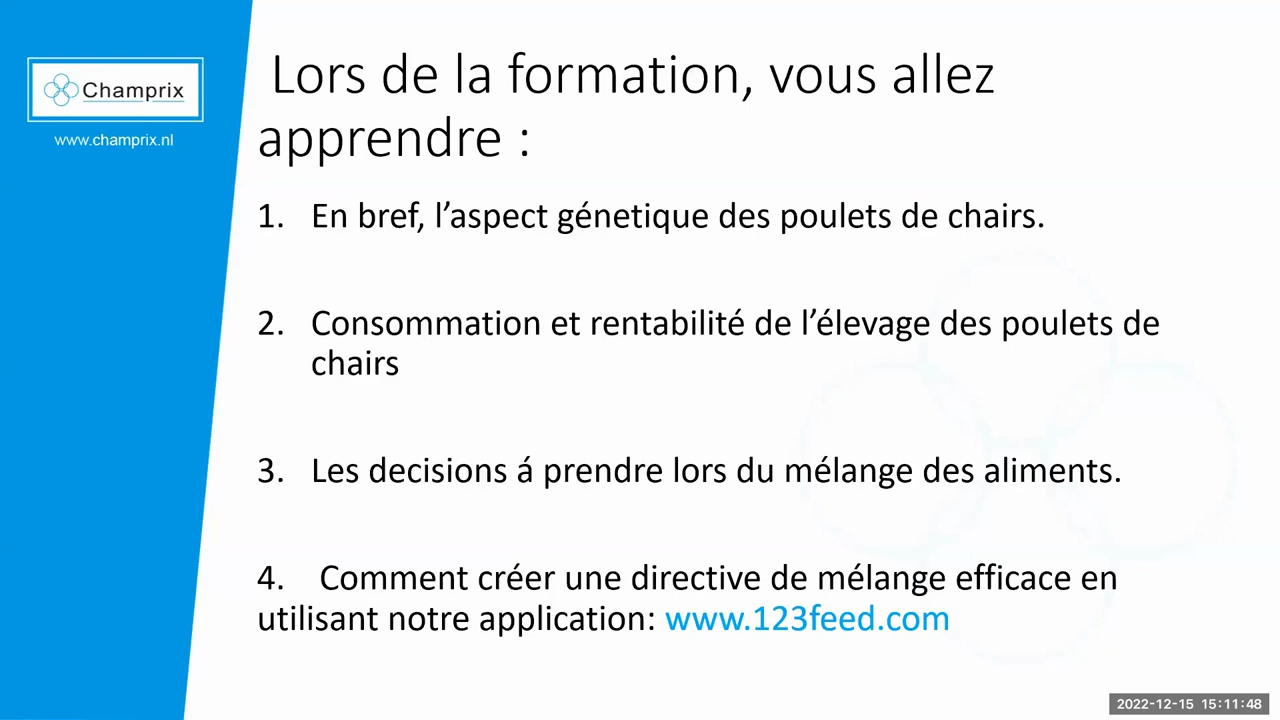 Champrix
www.champrix.nl
Lors de la formation, vous allez
apprendre :
1. En bref, l’aspect génetique des poulets de chairs.
2. Consommation et rentabilité de l’élevage des poulets de
chairs
3. Les decisions á prendre lors du mélange des aliments.
4. Comment créer une directive de mélange efficace en
utilisant notre application: www.123feed.com
2022-12-15 15:11:48